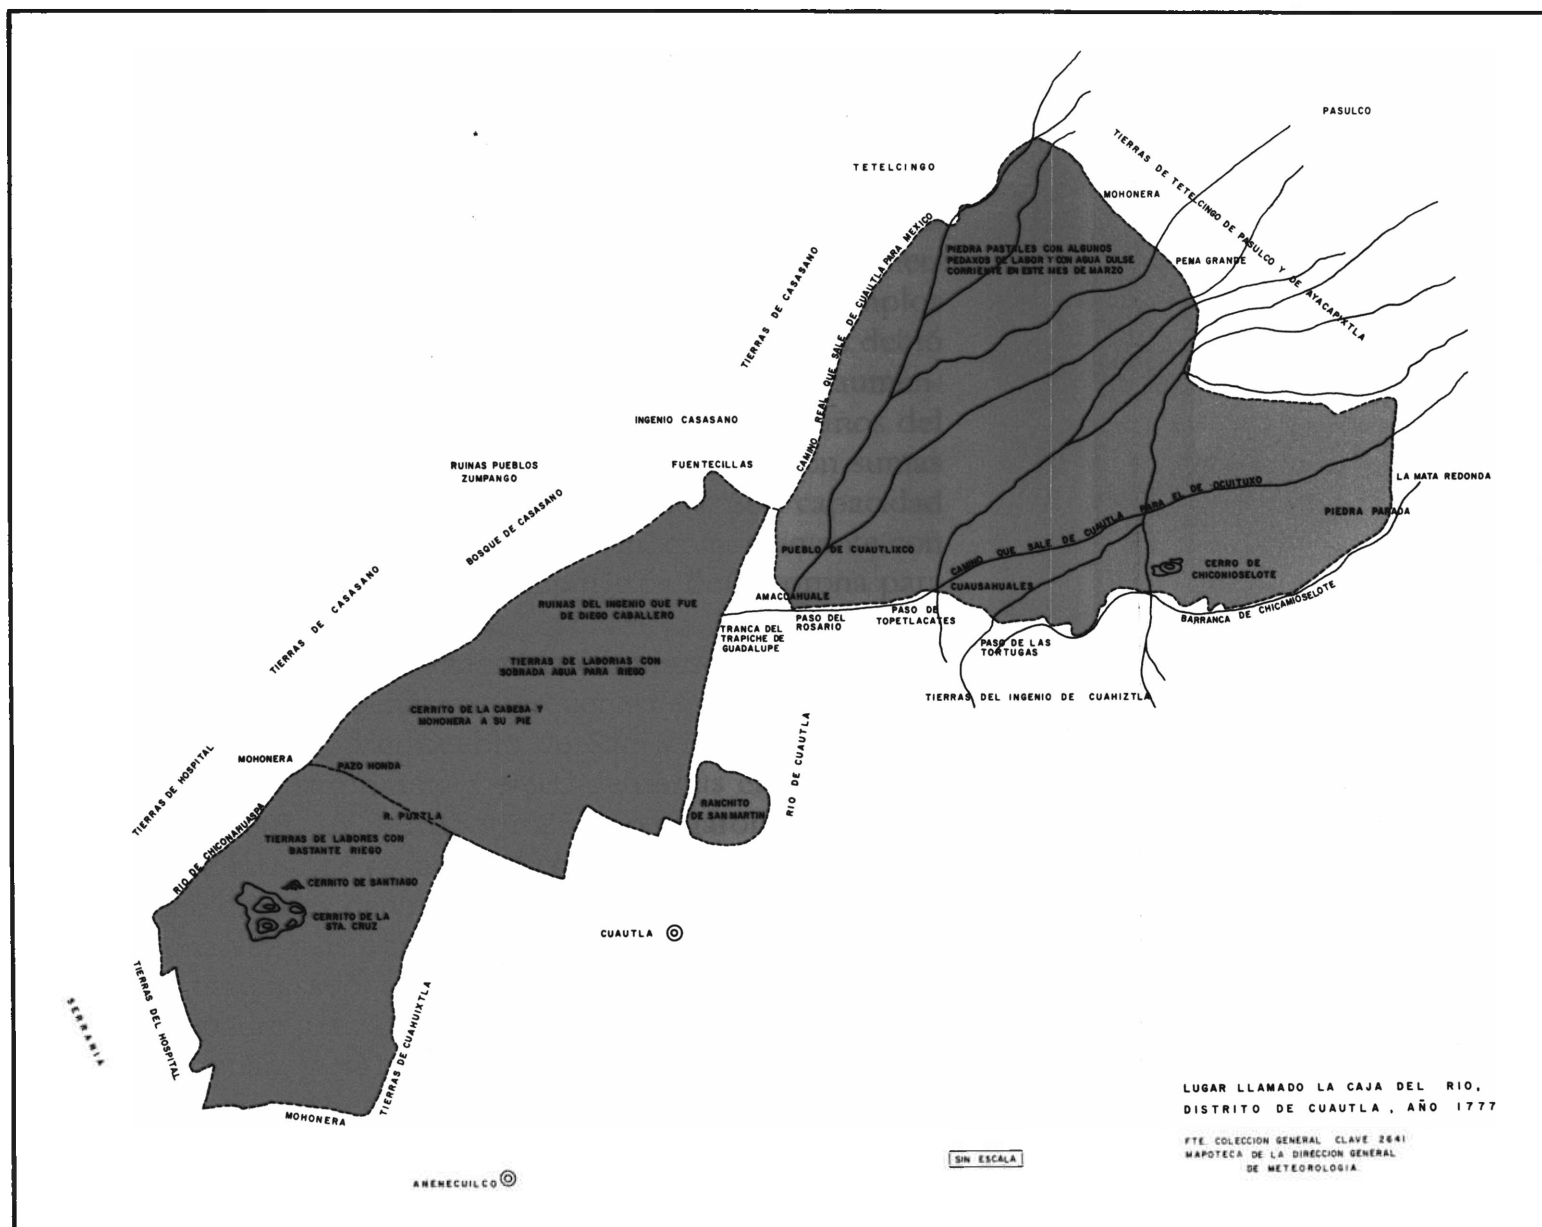 PASULCO
TIERRAS DE TETELCINGO DE PASULCO Y DE AYACAPIXTLA
TETELCINGO
MOHONERA
CAMINO REAL QUE SALE DE CUAUTLA PARA MEXICO
PIEDRA PASTALES CON ALGUNOS
PEDAXOS DE LABOR Y CON AGUA DULSE
CORRIENTE EN ESTE MES DE MARZO
PENA GRANDE
TIERRAS DE CASASANO
INGENIO CASASANO
FUENTECILLAS
RUINAS PUEBLOS
ZUMPANGO
BOSQUE DE CASASANO
LA MATA REDONDA
PIEDRA PARADA
CAMINO QUE SALE DE CUAUTLA PARA EL DE OCUITUXO
PUEBLO DE CUAUTLIXCO
CERRO DE
CHICONIOSELOTE
CUAUSAHUALES
AMACOAHUALE
TIERRAS DE CASASANO
RUINAS DEL INGENIO QUE FUE
DE DIEGO CABALLERO
PASO DEL
ROSARIO
PASO DE
TOPETLACATES
BARRANCA DE CHICAMIOSELOTE
TRANCA DEL
TRAPICHE DE
GUADALUPE
PASO DE LAS
TORTUGAS
TIERRAS DE LABORIAS CON
SOBRADA AGUA PARA RIEGO
TIERRAS DEL INGENIO DE CUAHIZTLA
CERRITO DE LA CABESA Y
MOHONERA A SU PIE
RIO DE CUAUTLA
TIERRAS DE HOSPITAL
MOHONERA
PAZO HONDA
RANCHITO
DE SAN MARTIN
R. PUXTLA
RIO DE CHICONAHUASPA
TIERRAS DE LABORES CON
BASTANTE RIEGO
CERRITO DE SANTIAGO
CERRITO DE LA
STA. CRUZ
CUAUTLA
TIERRAS DEL HOSPITAL
SERRANIA
TIERRAS DE CUAHUIXTLA
MOHONERA
LUGAR LLAMADO LA CAJA DEL RIO,
DISTRITO DE CUAUTLA, AÑO 1777
FTE. COLECCION GENERAL CLAVE 2641
MAPOTECA DE LA DIRECCION GENERAL
DE METEOROLOGIA.
SIN ESCALA
ANENECUILCO